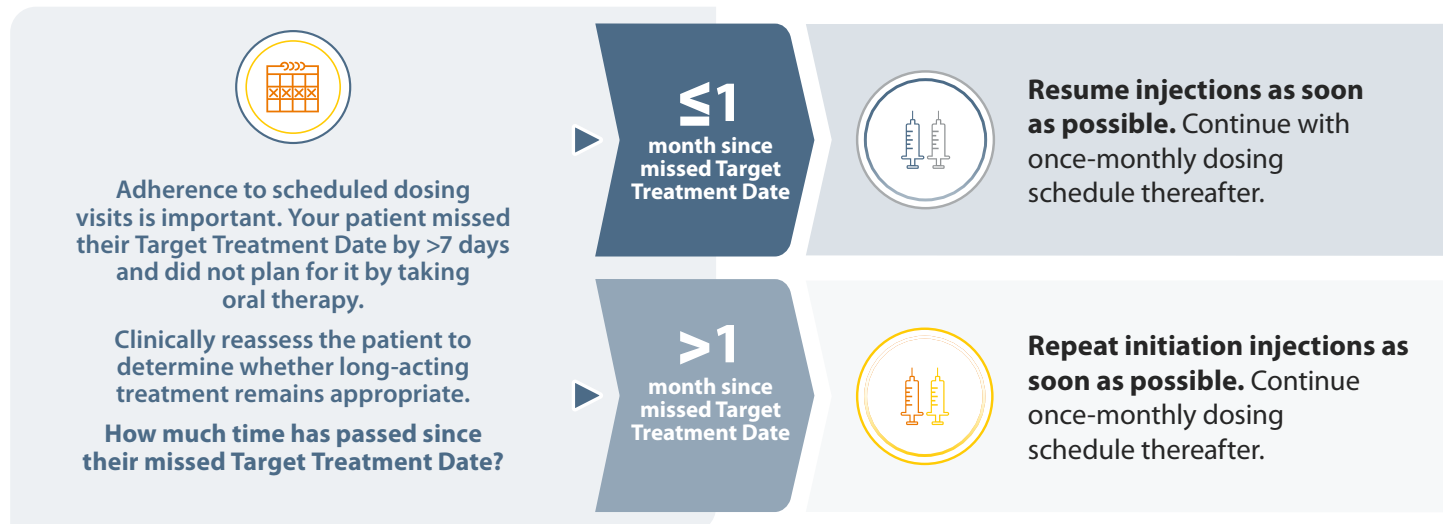 Adherence to scheduled dosing
visits is important. Your patient missed
their Target Treatment Date by >7 days
and did not plan for it by taking
oral therapy.
Clinically reassess the patient to
determine whether long-acting
treatment remains appropriate.
How much time has passed since
their missed Target Treatment Date?
≤1
month since
missed Target
Treatment Date
Resume injections as soon
as possible. Continue with
once-monthly dosing
schedule thereafter.
>1
month since
missed Target
Treatment Date
Repeat initiation injections as
soon as possible. Continue
once-monthly dosing
schedule thereafter.